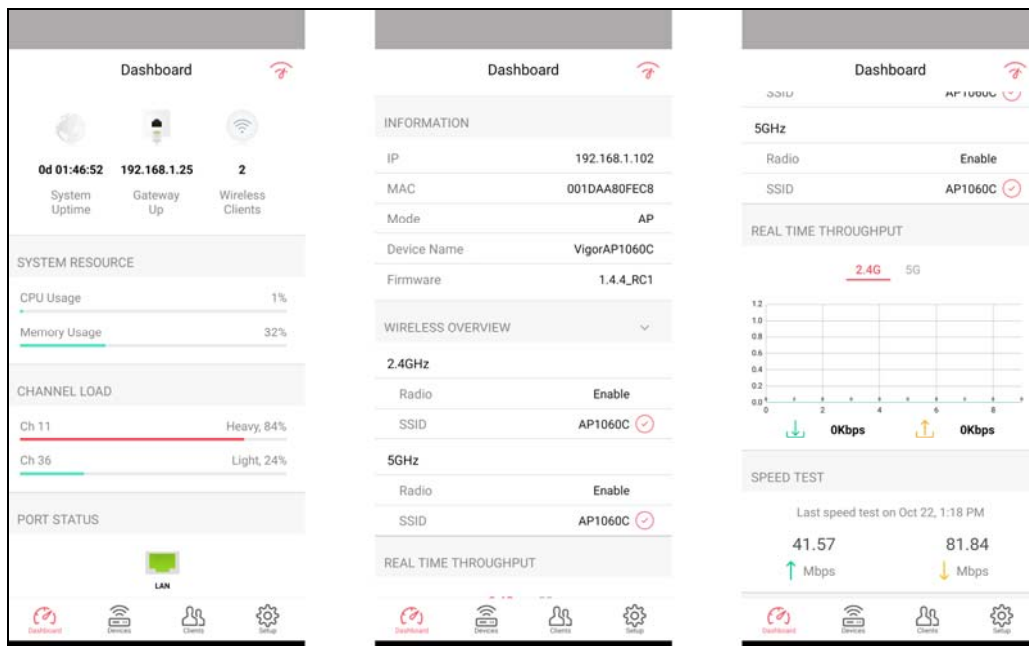 Dashboard
0d 01:46:52 192.168.1.25 2
System Uptime Gateway Up Wireless Clients
SYSTEM RESOURCE
CPU Usage 1%
Memory Usage 32%
CHANNEL LOAD
Ch 11 Heavy, 84%
Ch 36 Light, 24%
PORT STATUS
LAN
Dashboard Devices Clients Setup
Dashboard
INFORMATION
IP 192.168.1.102
MAC 001DAA80FEC8
Mode AP
Device Name VigorAP1060C
Firmware 1.4.4_RC1
WIRELESS OVERVIEW
2.4GHz
Radio Enable
SSID AP1060C
5GHz
Radio Enable
SSID AP1060C
REAL TIME THROUGHPUT
Dashboard Devices Clients Setup
Dashboard
SSID AP1060C
5GHz
Radio Enable
SSID AP1060C
REAL TIME THROUGHPUT
2.4G 5G
1.2
1.0
0.8
0.6
0.4
0.2
0.0
0 2 4 6 8
0Kbps 0Kbps
SPEED TEST
Last speed test on Oct 22, 1:18 PM
41.57 81.84
Mbps Mbps
Dashboard Devices Clients Setup